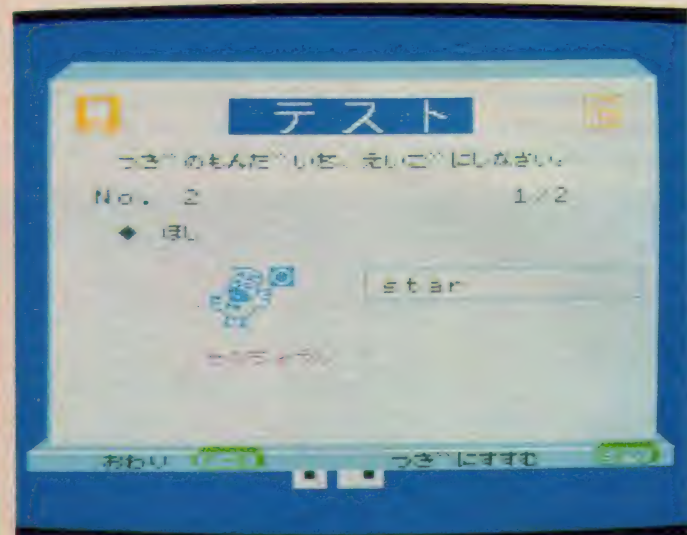 テスト
つぎのもんだいを、えいごにしなさい。
No. 2 1/2
◆ ほし
star
おわり
つぎにすすむ